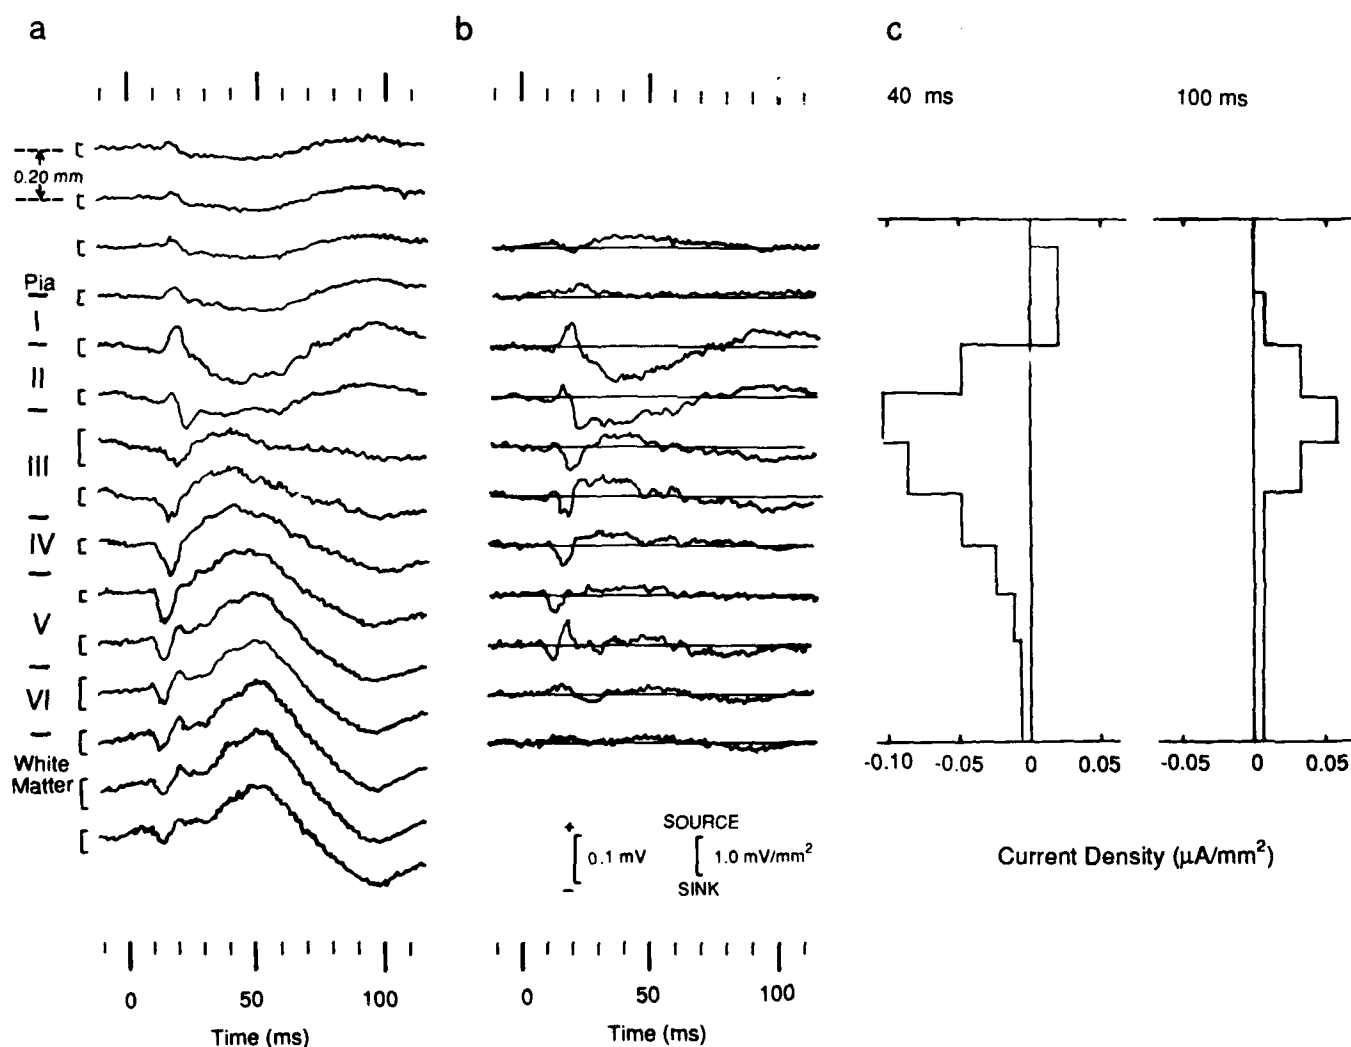 a
b
c
40 ms
100 ms
0.20 mm
Pia
I
II
III
IV
V
VI
White
Matter
+
0.1 mV
–
SOURCE
1.0 mV/mm²
SINK
-0.10 -0.05 0 0.05
-0.05 0 0.05
Current Density (µA/mm²)
0 50 100
Time (ms)
0 50 100
Time (ms)